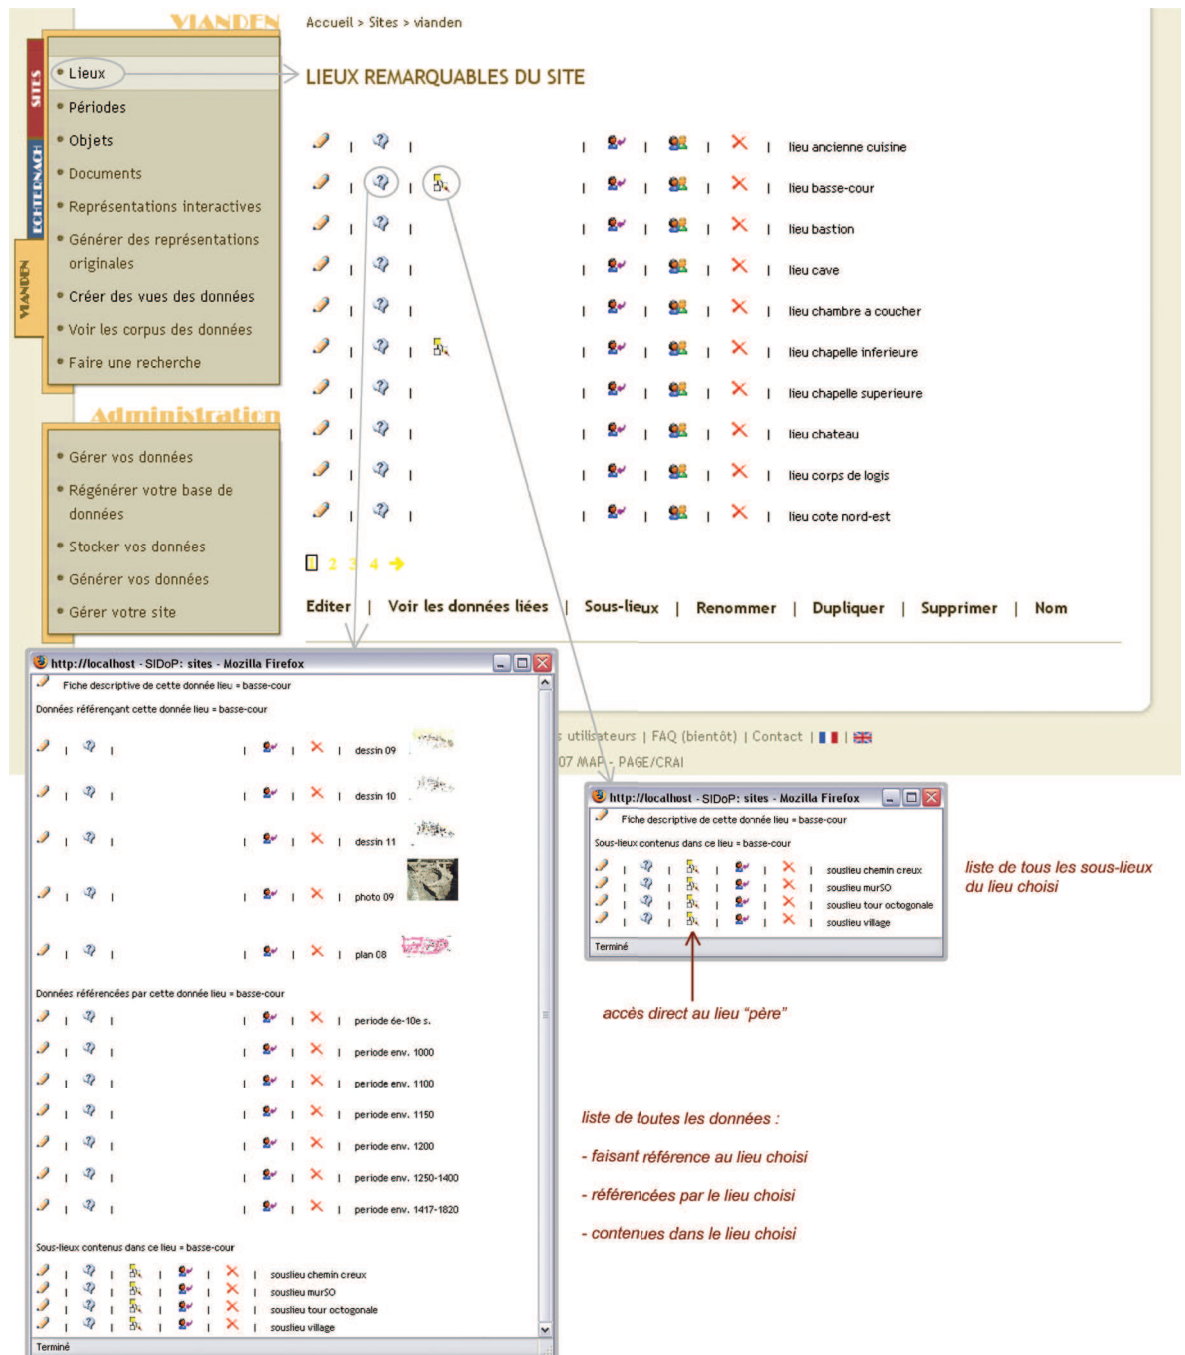 VIANDEN
Accueil > Sites > vianden
SITES
ECHTERNACH
VIANDEN
Lieux
Périodes
Objets
Documents
Représentations interactives
Générer des représentations
originales
Créer des vues des données
Voir les corpus des données
Faire une recherche
Administration
Gérer vos données
Régénérer votre base de
données
Stocker vos données
Générer vos données
Gérer votre site
LIEUX REMARQUABLES DU SITE
lieu ancienne cuisine
lieu basse-cour
lieu bastion
lieu cave
lieu chambre a coucher
lieu chapelle inferieure
lieu chapelle superieure
lieu chateau
lieu corps de logis
lieu cote nord-est
1 2 3 4
Editer | Voir les données liées | Sous-lieux | Renommer | Dupliquer | Supprimer | Nom
utilisateurs | FAQ (bientôt) | Contact |
07 MAP - PAGE/CRAI
http://localhost - SIDoP: sites - Mozilla Firefox
Fiche descriptive de cette donnée lieu = basse-cour
Données référençant cette donnée lieu = basse-cour
dessin 09
dessin 10
dessin 11
photo 09
plan 08
Données référencées par cette donnée lieu = basse-cour
periode 6e-10e s.
periode env. 1000
periode env. 1100
periode env. 1150
periode env. 1200
periode env. 1250-1400
periode env. 1417-1820
Sous-lieux contenus dans ce lieu = basse-cour
souslieu chemin creux
souslieu murSO
souslieu tour octogonale
souslieu village
Terminé
http://localhost - SIDoP: sites - Mozilla Firefox
Fiche descriptive de cette donnée lieu = basse-cour
Sous-lieux contenus dans ce lieu = basse-cour
souslieu chemin creux
souslieu murSO
souslieu tour octogonale
souslieu village
Terminé
liste de tous les sous-lieux
du lieu choisi
accès direct au lieu "père"
liste de toutes les données :
- faisant référence au lieu choisi
- référencées par le lieu choisi
- contenues dans le lieu choisi